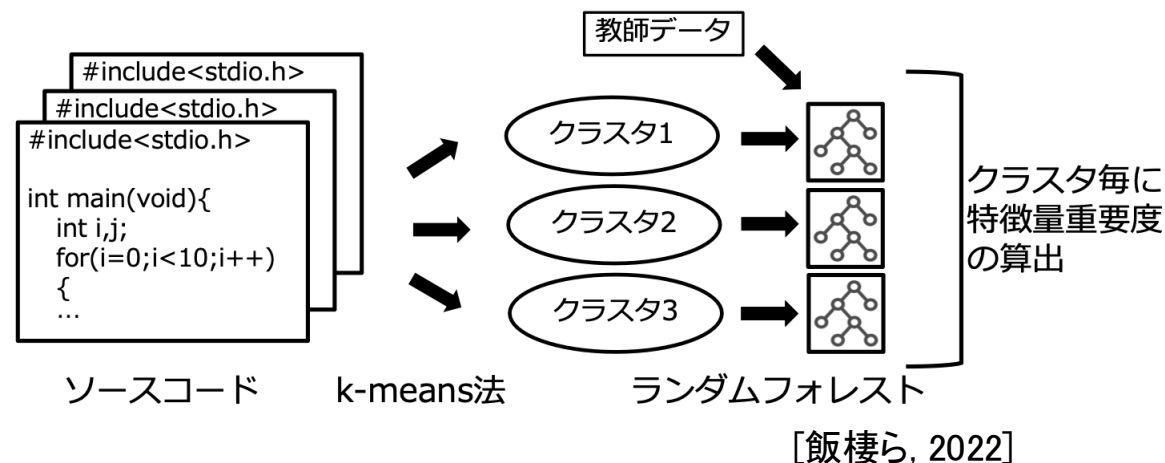 教師データ
#include<stdio.h>
#include<stdio.h>
#include<stdio.h>
int main(void){
int i,j;
for(i=0;i<10;i++)
{
…
クラスタ1
クラスタ2
クラスタ3
クラスタ毎に
特徴量重要度
の算出
ソースコード
k-means法
ランダムフォレスト
[飯棲ら, 2022]